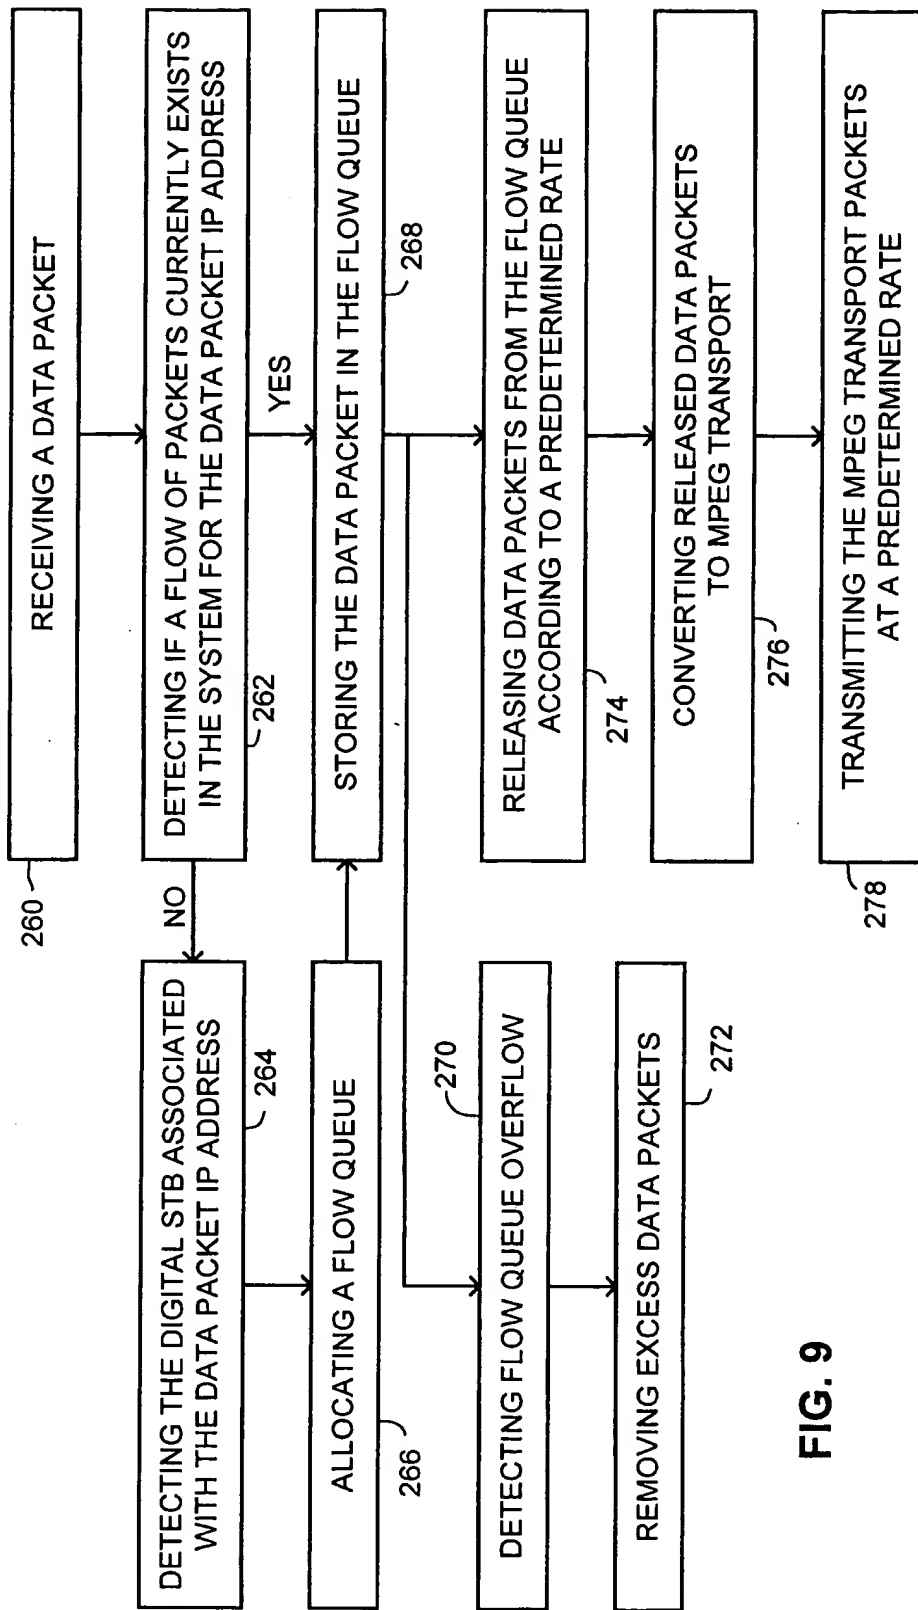 RECEIVING A DATA PACKET
260
DETECTING IF A FLOW OF PACKETS CURRENTLY EXISTS
IN THE SYSTEM FOR THE DATA PACKET IP ADDRESS
262
NO
YES
DETECTING THE DIGITAL STB ASSOCIATED
WITH THE DATA PACKET IP ADDRESS
264
ALLOCATING A FLOW QUEUE
266
STORING THE DATA PACKET IN THE FLOW QUEUE
268
DETECTING FLOW QUEUE OVERFLOW
270
REMOVING EXCESS DATA PACKETS
272
RELEASING DATA PACKETS FROM THE FLOW QUEUE
ACCORDING TO A PREDETERMINED RATE
274
CONVERTING RELEASED DATA PACKETS
TO MPEG TRANSPORT
276
TRANSMITTING THE MPEG TRANSPORT PACKETS
AT A PREDETERMINED RATE
278
FIG. 9